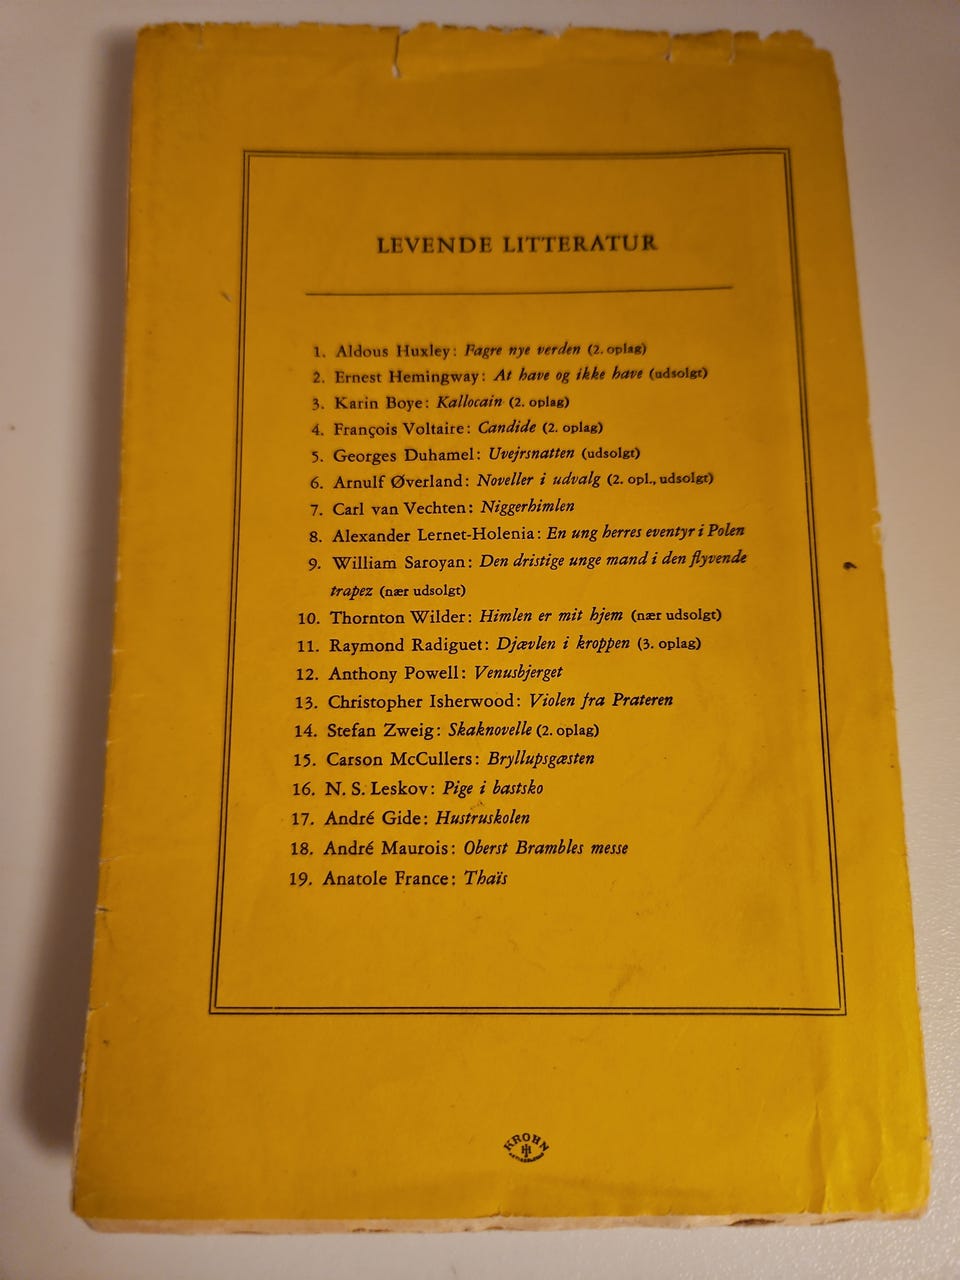 LEVENDE LITTERATUR
1. Aldous Huxley: Fagre nye verden (2. oplag)
2. Ernest Hemingway: At have og ikke have (udsolgt)
3. Karin Boye: Kallocain (2. oplag)
4. François Voltaire: Candide (2. oplag)
5. Georges Duhamel: Uvejrsnatten (udsolgt)
6. Arnulf Øverland: Noveller i udvalg (2. opl., udsolgt)
7. Carl van Vechten: Niggerhimlen
8. Alexander Lernet-Holenia: En ung herres eventyr i Polen
9. William Saroyan: Den dristige unge mand i den flyvende
trapez (nær udsolgt)
10. Thornton Wilder: Himlen er mit hjem (nær udsolgt)
11. Raymond Radiguet: Djævlen i kroppen (3. oplag)
12. Anthony Powell: Venusbjerget
13. Christopher Isherwood: Violen fra Prateren
14. Stefan Zweig: Skaknovelle (2. oplag)
15. Carson McCullers: Bryllupsgæsten
16. N. S. Leskov: Pige i bastsko
17. André Gide: Hustruskolen
18. André Maurois: Oberst Brambles messe
19. Anatole France: Thaïs
KROHN